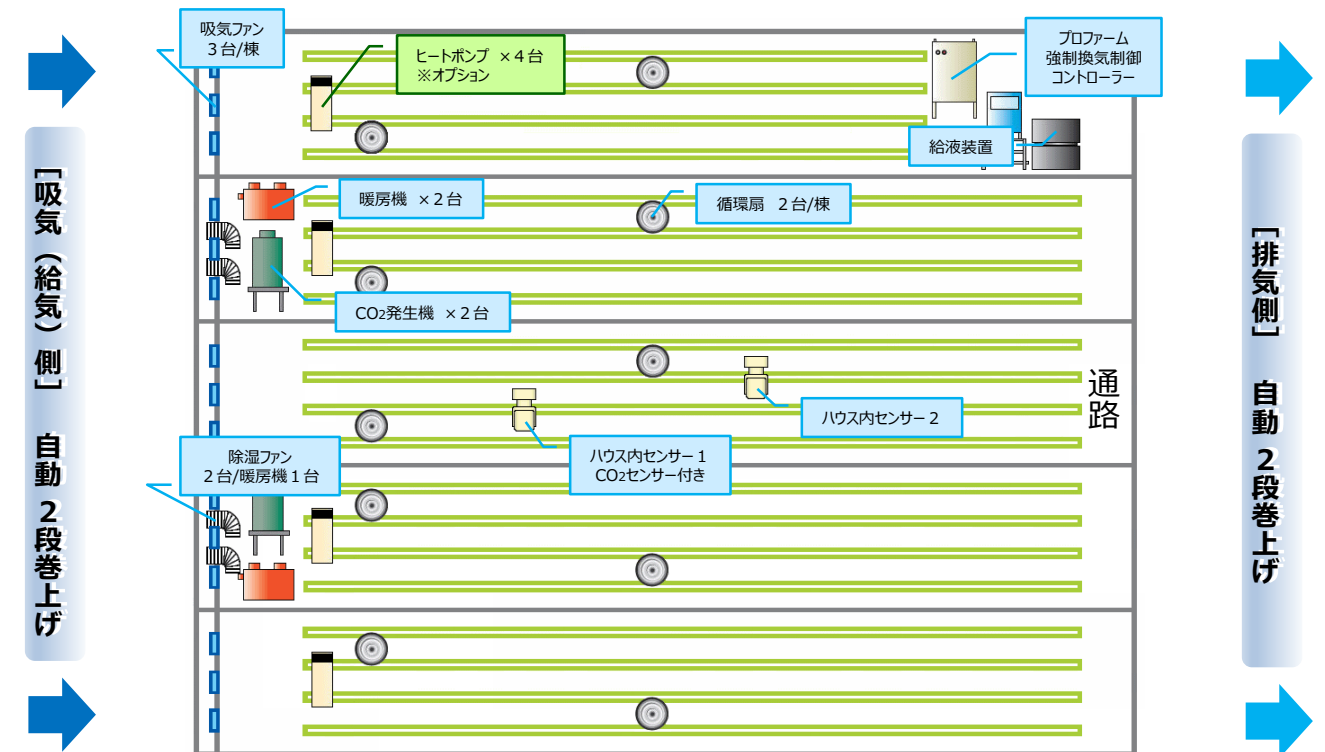 吸気ファン
3台/棟
ヒートポンプ ×4台
※オプション
プロファーム
強制換気制御
コントローラー
給液装置
[吸気(給気)側] 自動2段巻上げ
暖房機 ×2台
循環扇 2台/棟
CO2発生機 ×2台
[排気側] 自動2段巻上げ
通路
ハウス内センサー2
ハウス内センサー1
CO2センサー付き
除湿ファン
2台/暖房機1台